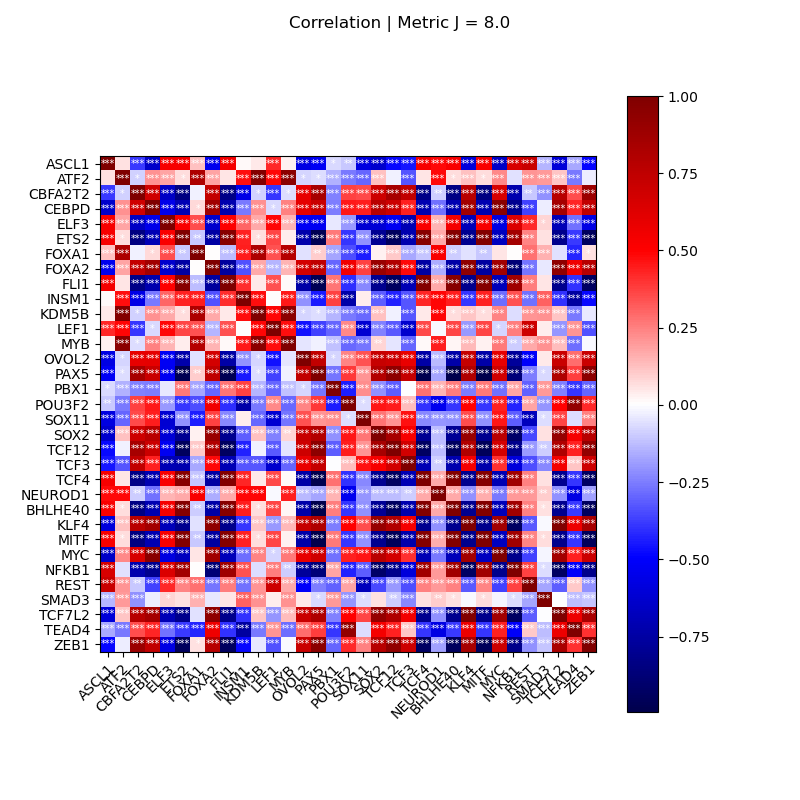 Correlation | Metric J = 8.0
ASCL1
ATF2
CBFA2T2
CEBPD
ELF3
ETS2
FOXA1
FOXA2
FLI1
INSM1
KDM5B
LEF1
MYB
OVOL2
PAX5
PBX1
POU3F2
SOX11
SOX2
TCF12
TCF3
TCF4
NEUROD1
BHLHE40
KLF4
MITF
MYC
NFKB1
REST
SMAD3
TCF7L2
TEAD4
ZEB1
ASCL1
ATF2
CBFA2T2
CEBPD
ELF3
ETS2
FOXA1
FOXA2
FLI1
INSM1
KDM5B
LEF1
MYB
OVOL2
PAX5
PBX1
POU3F2
SOX11
SOX2
TCF12
TCF3
TCF4
NEUROD1
BHLHE40
KLF4
MITF
MYC
NFKB1
REST
SMAD3
TCF7L2
TEAD4
ZEB1
1.00
0.75
0.50
0.25
0.00
−0.25
−0.50
−0.75